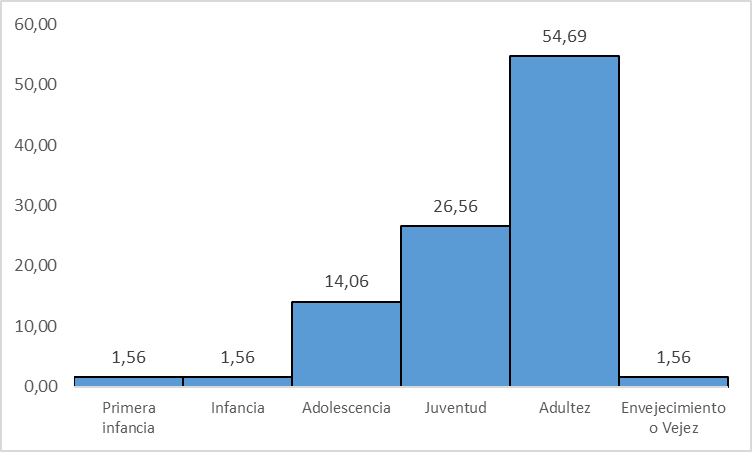 60,00
50,00
40,00
30,00
20,00
10,00
0,00
1,56
1,56
14,06
26,56
54,69
1,56
Primera
infancia
Infancia
Adolescencia
Juventud
Adultez
Envejecimiento
o Vejez